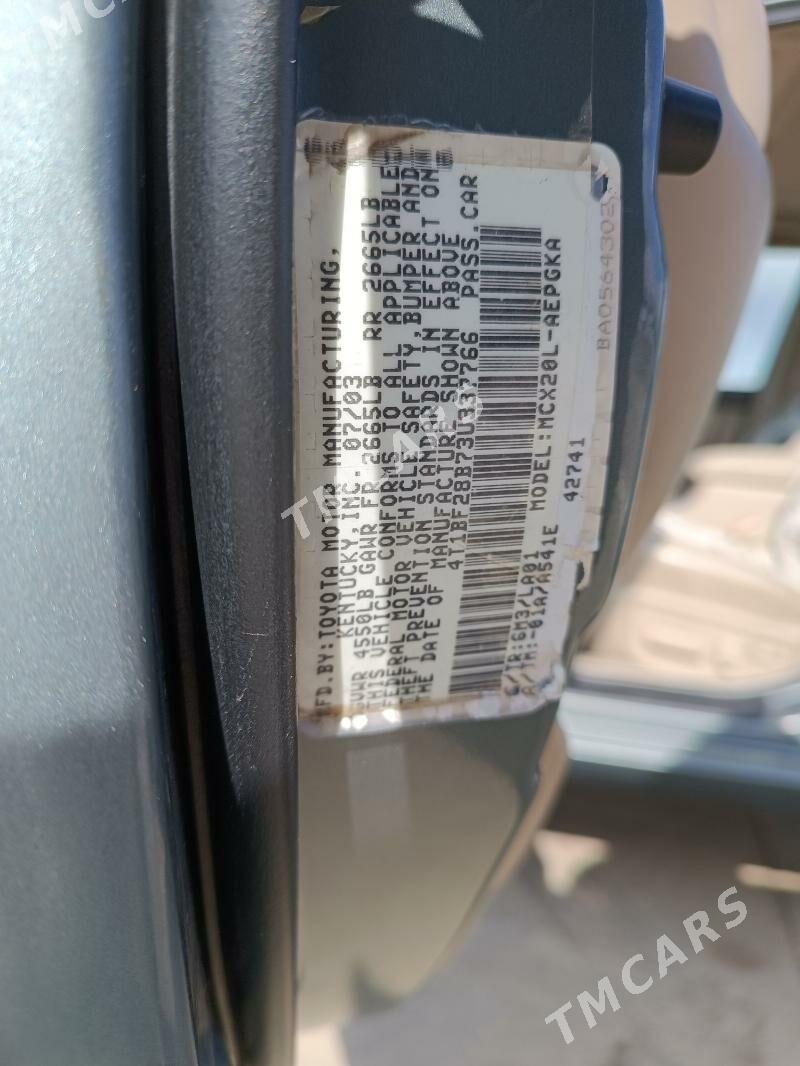 MFD.BY:TOYOTA MOTOR MANUFACTURING,
KENTUCKY,INC. 07/03
GVWR 4550LB GAWR FR 2665LB RR 2665LB
THIS VEHICLE CONFORMS TO ALL APPLICABLE
FEDERAL MOTOR VEHICLE SAFETY,BUMPER AND
THEFT PREVENTION STANDARDS IN EFFECT ON
THE DATE OF MANUFACTURE SHOWN ABOVE
4T1BF28B73U337766 PASS.CAR
C/TR:6M3/LA01 MODEL:MCX20L-AEPGKA
A/TM:-01A/A541E 42741
BA0564302
TMCARS
TMCARS
TMCARS